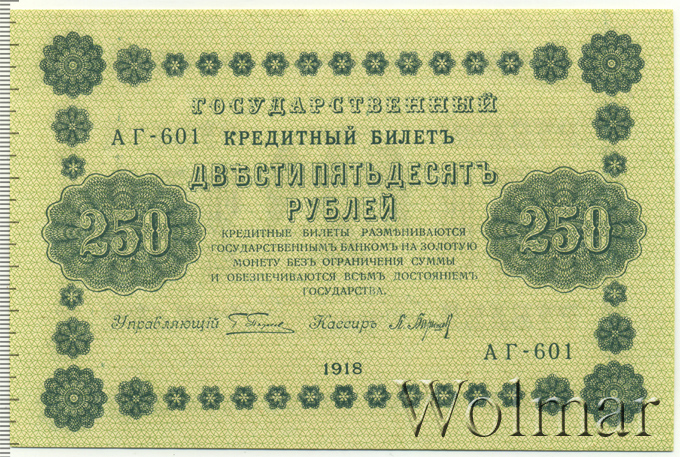 ГОСУДАРСТВЕННЫЙ
АГ-601 КРЕДИТНЫЙ БИЛЕТЪ
ДВѢСТИ ПЯТЬДЕСЯТЪ
РУБЛЕЙ
250
250
КРЕДИТНЫЕ БИЛЕТЫ РАЗМѢНИВАЮТСЯ
ГОСУДАРСТВЕННЫМЪ БАНКОМЪ НА ЗОЛОТУЮ
МОНЕТУ БЕЗЪ ОГРАНИЧЕНІЯ СУММЫ
И ОБЕЗПЕЧИВАЮТСЯ ВСѢМЪ ДОСТОЯНІЕМЪ
ГОСУДАРСТВА.
Управляющій Кассиръ
АГ-601
1918
Wolmar